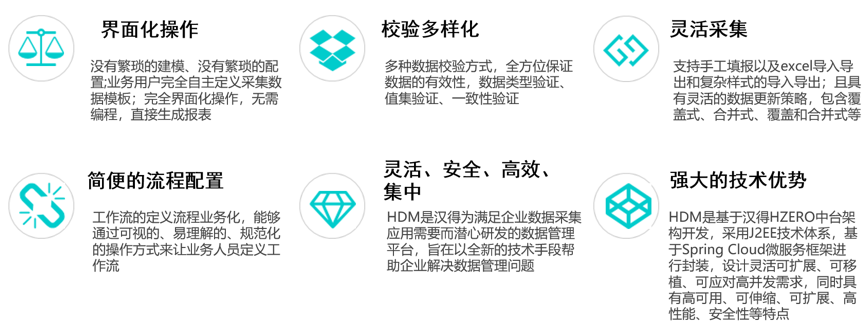 界面化操作
没有繁琐的建模、没有繁琐的配
置;业务用户完全自主定义采集数
据模板；完全界面化操作，无需
编程，直接生成报表
校验多样化
多种数据校验方式，全方位保证
数据的有效性，数据类型验证、
值集验证、一致性验证
灵活采集
支持手工填报以及excel导入导
出和复杂样式的导入导出；且具
有灵活的数据更新策略，包含覆
盖式、合并式、覆盖和合并式等
简便的流程配置
工作流的定义流程业务化，能够
通过可视的、易理解的、规范化
的操作方式来让业务人员定义工
作流
灵活、安全、高效、
集中
HDM是汉得为满足企业数据采集
应用需要而潜心研发的数据管理
平台，旨在以全新的技术手段帮
助企业解决数据管理问题
强大的技术优势
HDM是基于汉得HZERO中台架
构开发，采用J2EE技术体系，基
于Spring Cloud微服务框架进
行封装，设计灵活可扩展、可移
植、可应对高并发需求，同时具
有高可用、可伸缩、可扩展、高
性能、安全性等特点